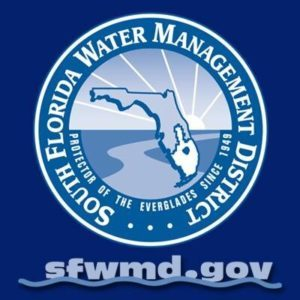 SOUTH FLORIDA WATER MANAGEMENT DISTRICT
PROTECTOR OF THE EVERGLADES SINCE 1949
sfwmd.gov